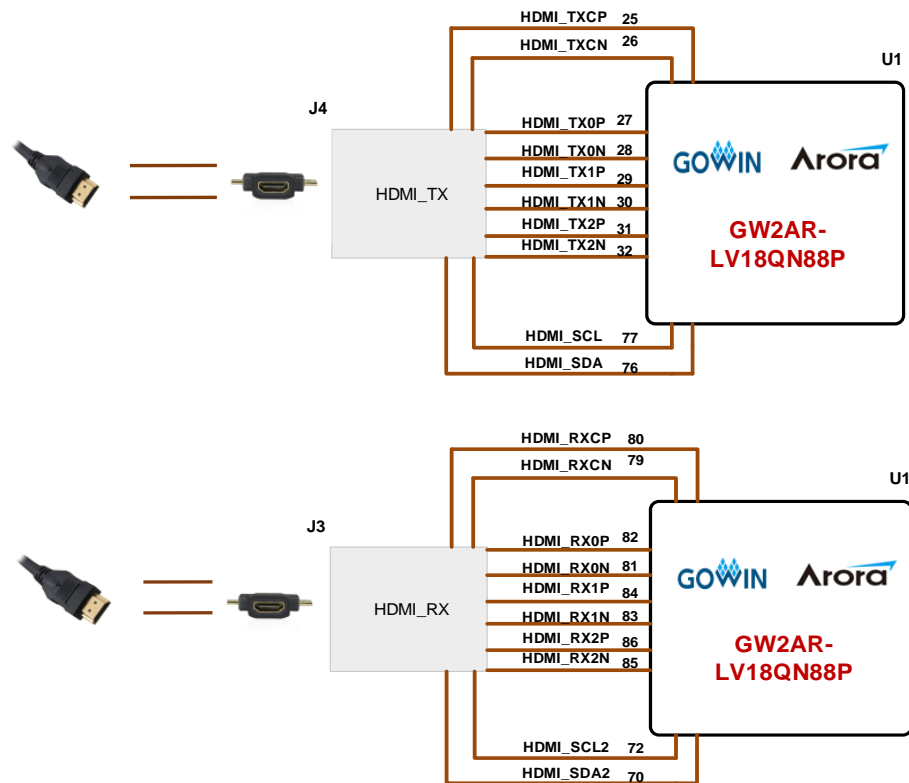 HDMI_TXCP 25
HDMI_TXCN 26
U1
J4
HDMI_TX
HDMI_TX0P 27
HDMI_TX0N 28
HDMI_TX1P 29
HDMI_TX1N 30
HDMI_TX2P 31
HDMI_TX2N 32
GOWIN Arora
GW2AR-
LV18QN88P
HDMI_SCL 77
HDMI_SDA 76
HDMI_RXCP 80
HDMI_RXCN 79
U1
J3
HDMI_RX
HDMI_RX0P 82
HDMI_RX0N 81
HDMI_RX1P 84
HDMI_RX1N 83
HDMI_RX2P 86
HDMI_RX2N 85
GOWIN Arora
GW2AR-
LV18QN88P
HDMI_SCL2 72
HDMI_SDA2 70